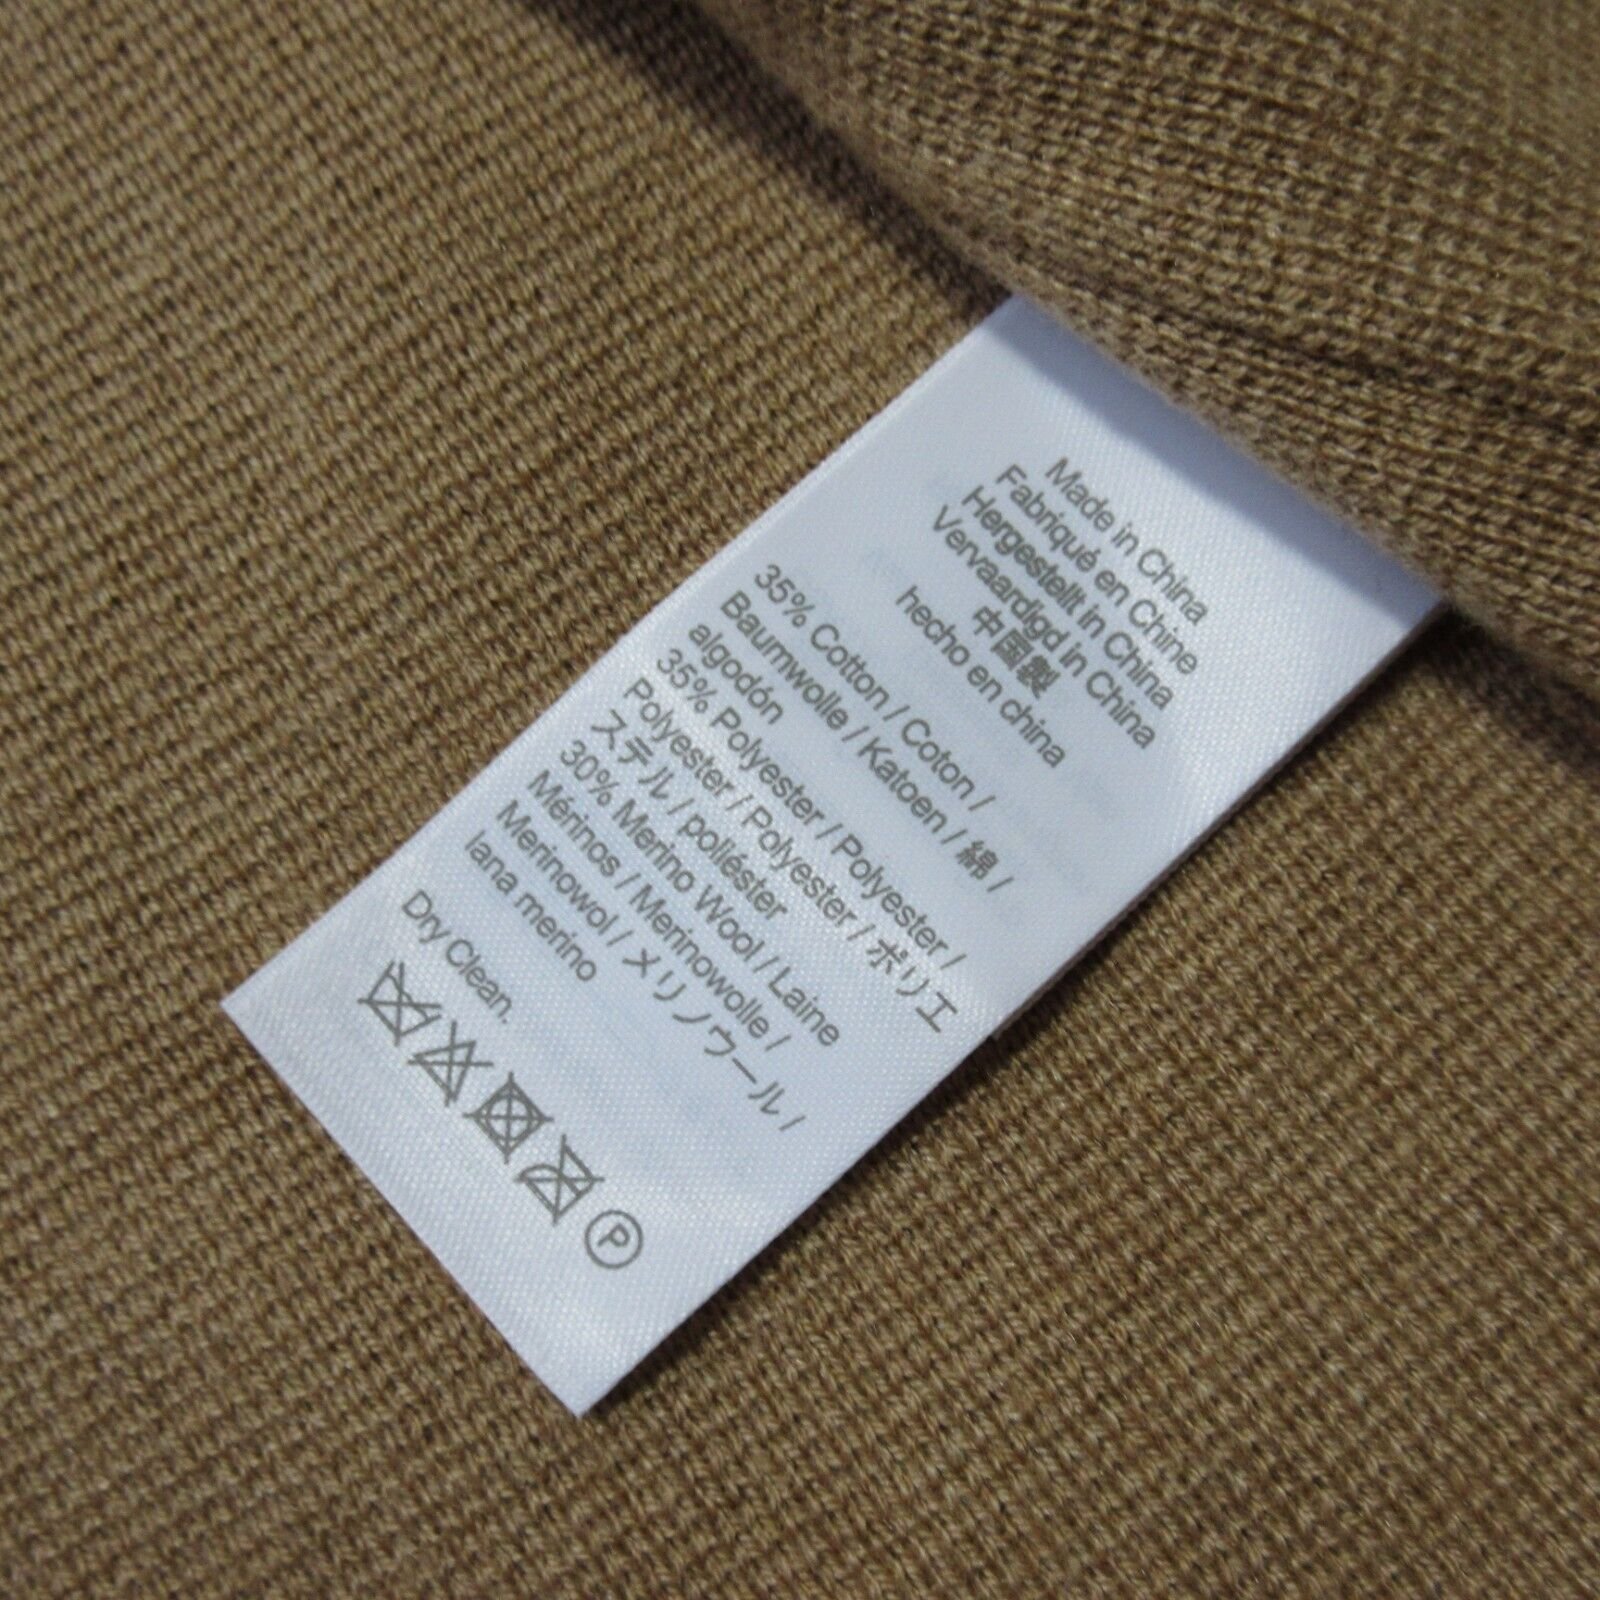 Made in China
Fabriqué en Chine
Hergestellt in China
Vervaardigd in China
中国製
hecho en china
35% Cotton / Coton /
Baumwolle / Katoen / 綿 /
algodón
35% Polyester / Polyester /
Polyester / Polyester / ポリエ
ステル / poliéster
30% Merino Wool / Laine
Mérinos / Merinowolle /
Merinowol / メリノウール /
lana merino
Dry Clean.
P